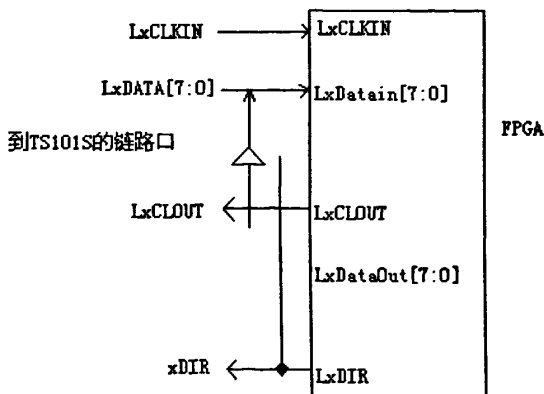 LxCLKIN
LxCLKIN
LxDATA[7:0]
LxDatain[7:0]
FPGA
到TS101S的链路口
LxCLOUT
LxCLOUT
LxDataOut[7:0]
xDIR
LxDIR